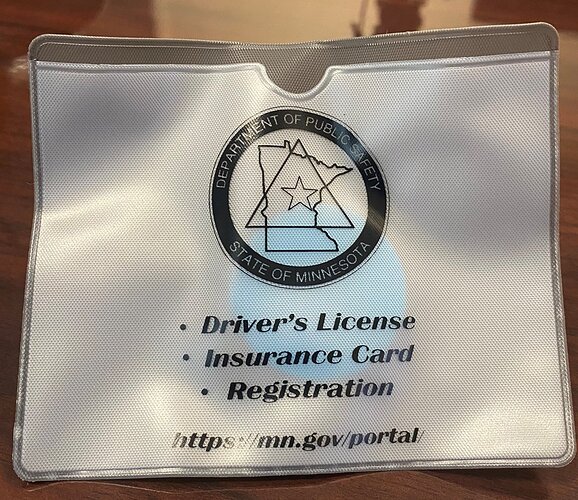 DEPARTMENT OF PUBLIC SAFETY
STATE OF MINNESOTA
• Driver's License
• Insurance Card
• Registration
https://mn.gov/portal/